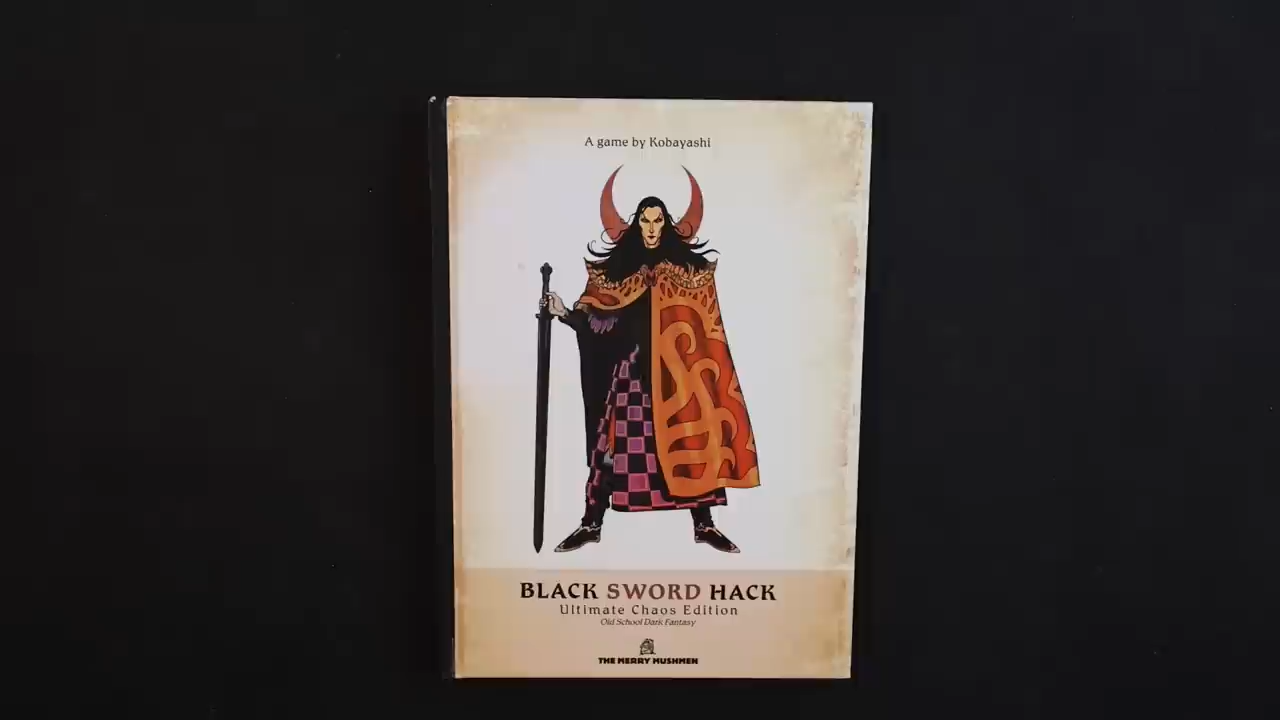 A game by Kobayashi
BLACK SWORD HACK
Ultimate Chaos Edition
Old School Dark Fantasy
THE MERRY MUSHMEN